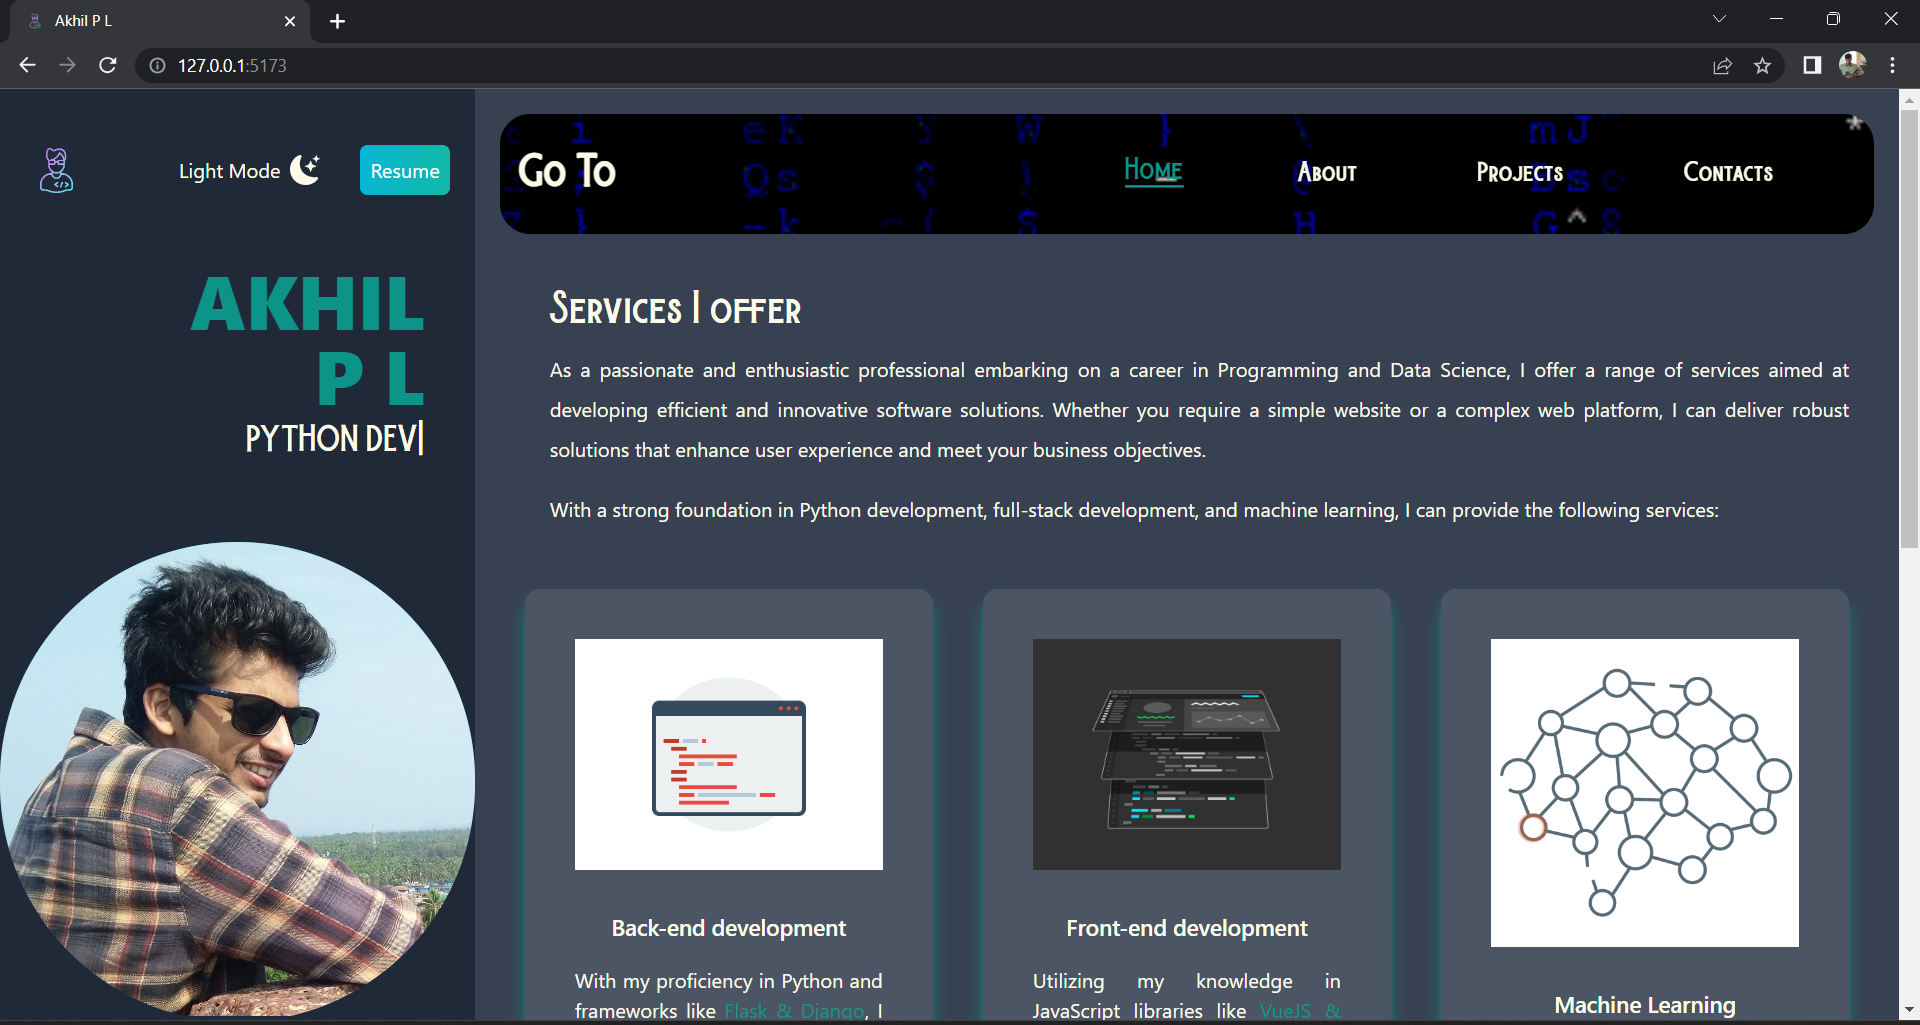 Akhil P L
127.0.0.1:5173
Light Mode
Resume
AKHIL
P L
PYTHON DEV|
Go To
Home
About
Projects
Contacts
Services I offer
As a passionate and enthusiastic professional embarking on a career in Programming and Data Science, I offer a range of services aimed at
developing efficient and innovative software solutions. Whether you require a simple website or a complex web platform, I can deliver robust
solutions that enhance user experience and meet your business objectives.
With a strong foundation in Python development, full-stack development, and machine learning, I can provide the following services:
Back-end development
With my proficiency in Python and
frameworks like Flask & Django, I
Front-end development
Utilizing my knowledge in
JavaScript libraries like VueJS &
Machine Learning